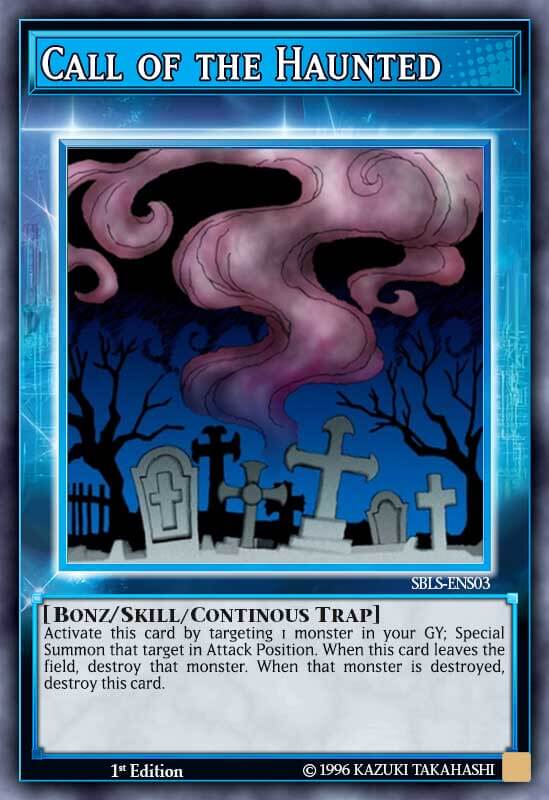 Call of the Haunted
SBLS-ENS03
[Bonz/Skill/Continous Trap]
Activate this card by targeting 1 monster in your GY; Special
Summon that target in Attack Position. When this card leaves the
field, destroy that monster. When that monster is destroyed,
destroy this card.
1st Edition © 1996 KAZUKI TAKAHASHI